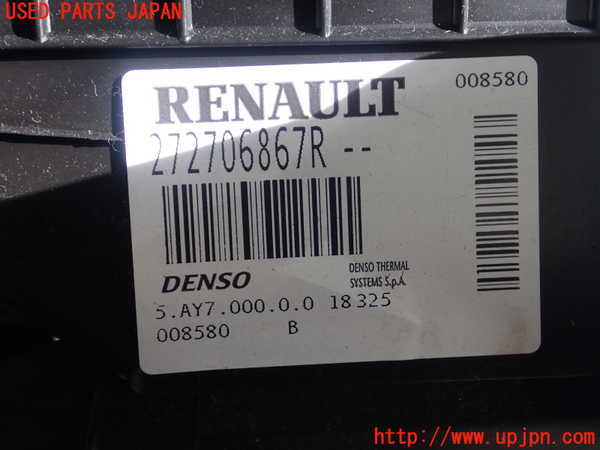 USED PARTS JAPAN
RENAULT
008580
272706867R --
DENSO
DENSO THERMAL
SYSTEMS S.p.A.
5.AY7.000.0.0 18325
008580 B
http://www.upjpn.com/